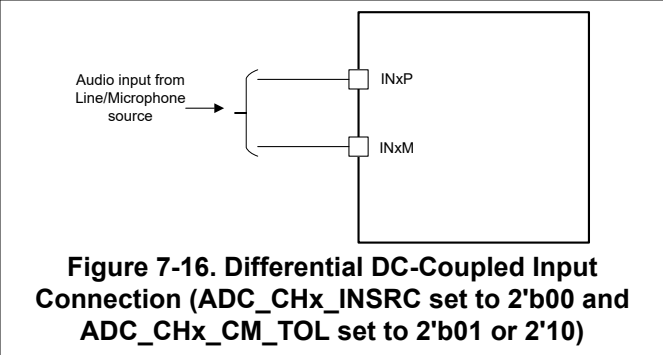 Audio input from
Line/Microphone
source
INxP
INxM
Figure 7-16. Differential DC-Coupled Input
Connection (ADC_CHx_INSRC set to 2'b00 and
ADC_CHx_CM_TOL set to 2'b01 or 2'10)